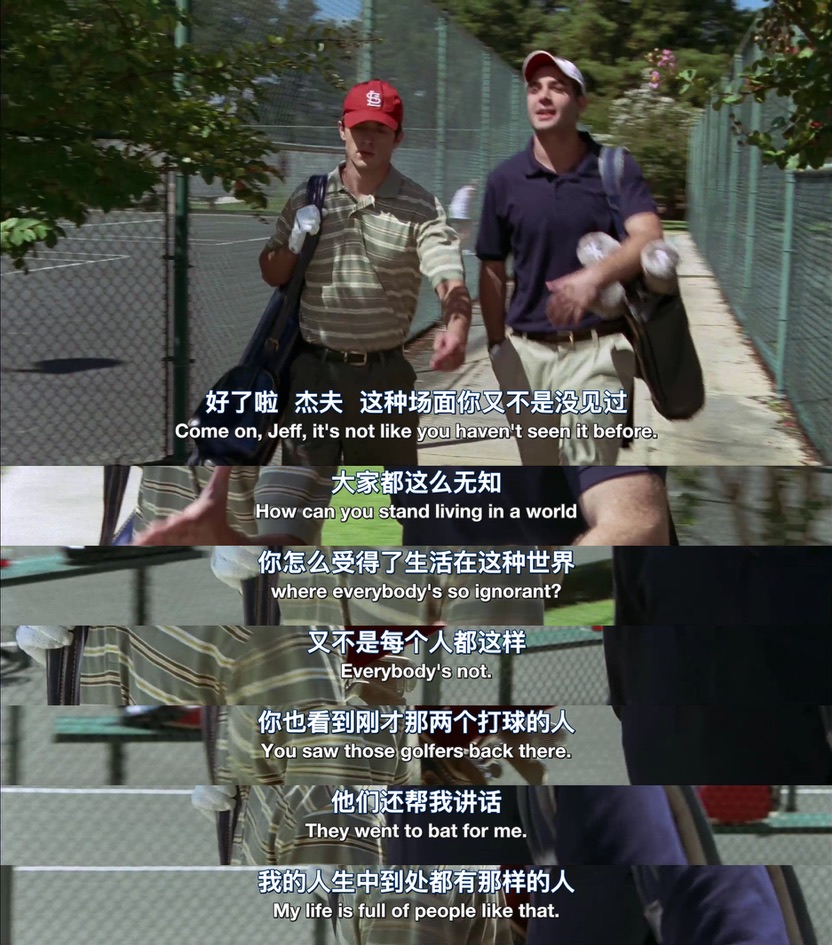 好了啦 杰夫 这种场面你又不是没见过
Come on, Jeff, it's not like you haven't seen it before.
大家都这么无知
How can you stand living in a world
你怎么受得了生活在这种世界
where everybody's so ignorant?
又不是每个人都这样
Everybody's not.
你也看到刚才那两个打球的人
You saw those golfers back there.
他们还帮我讲话
They went to bat for me.
我的人生中到处都有那样的人
My life is full of people like that.